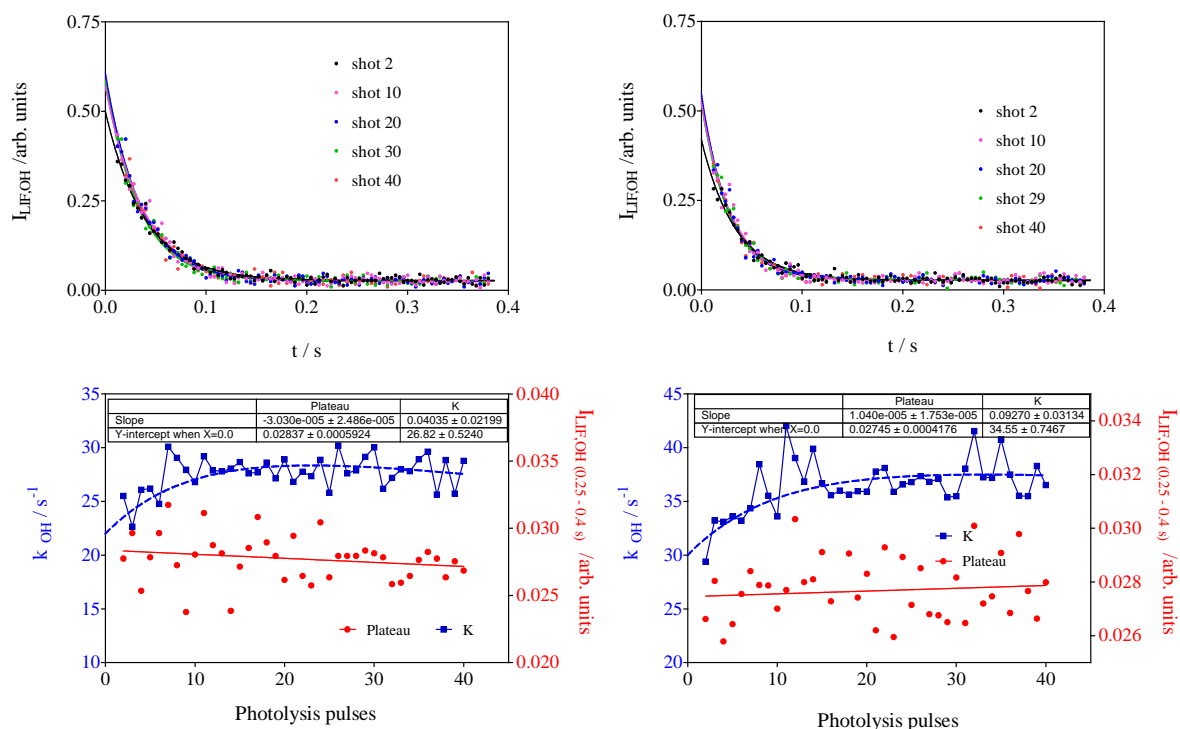 0.75
0.50
0.25
0.00
I_LIF,OH /arb. units
shot 2
shot 10
shot 20
shot 30
shot 40
0.0 0.1 0.2 0.3 0.4
t / s
0.75
0.50
0.25
0.00
I_LIF,OH /arb. units
shot 2
shot 10
shot 20
shot 29
shot 40
0.0 0.1 0.2 0.3 0.4
t / s
35
30
25
20
15
10
k OH / s⁻¹
Plateau K
Slope -3.030e-005 ± 2.486e-005 0.04035 ± 0.02199
Y-intercept when X=0.0 0.02837 ± 0.0005924 26.82 ± 0.5240
Plateau K
0.040
0.035
0.030
0.025
0.020
I_LIF,OH (0.25 - 0.4 s) /arb. units
0 10 20 30 40
Photolysis pulses
45
40
35
30
25
20
k OH / s⁻¹
Plateau K
Slope 1.040e-005 ± 1.753e-005 0.09270 ± 0.03134
Y-intercept when X=0.0 0.02745 ± 0.0004176 34.55 ± 0.7467
K
Plateau
0.034
0.032
0.030
0.028
0.026
I_LIF,OH (0.25 - 0.4 s) /arb. units
0 10 20 30 40
Photolysis pulses